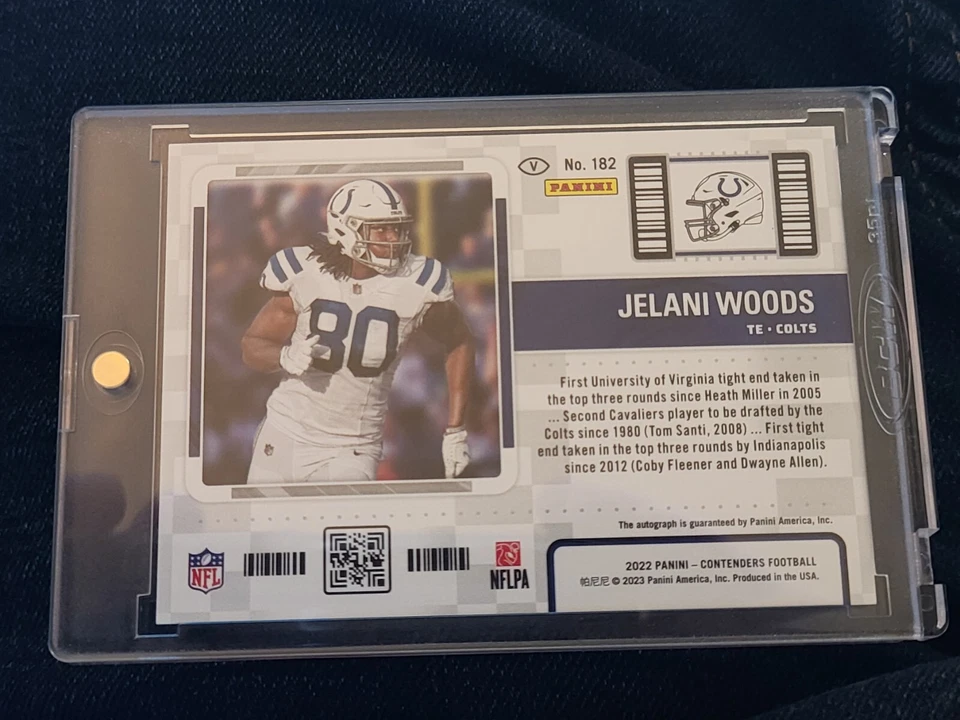 V No. 182
PANINI
JELANI WOODS
TE • COLTS
80
First University of Virginia tight end taken in
the top three rounds since Heath Miller in 2005
... Second Cavaliers player to be drafted by the
Colts since 1980 (Tom Santi, 2008) ... First tight
end taken in the top three rounds by Indianapolis
since 2012 (Coby Fleener and Dwayne Allen).
The autograph is guaranteed by Panini America, Inc.
NFL
NFLPA
2022 PANINI – CONTENDERS FOOTBALL
帕尼尼 © 2023 Panini America, Inc. Produced in the USA.
35pt